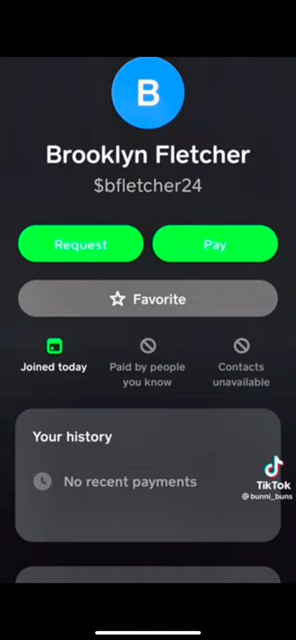 B
Brooklyn Fletcher
$bfletcher24
Request
Pay
Favorite
Joined today
Paid by people
you know
Contacts
unavailable
Your history
No recent payments
TikTok
@bunni_buns